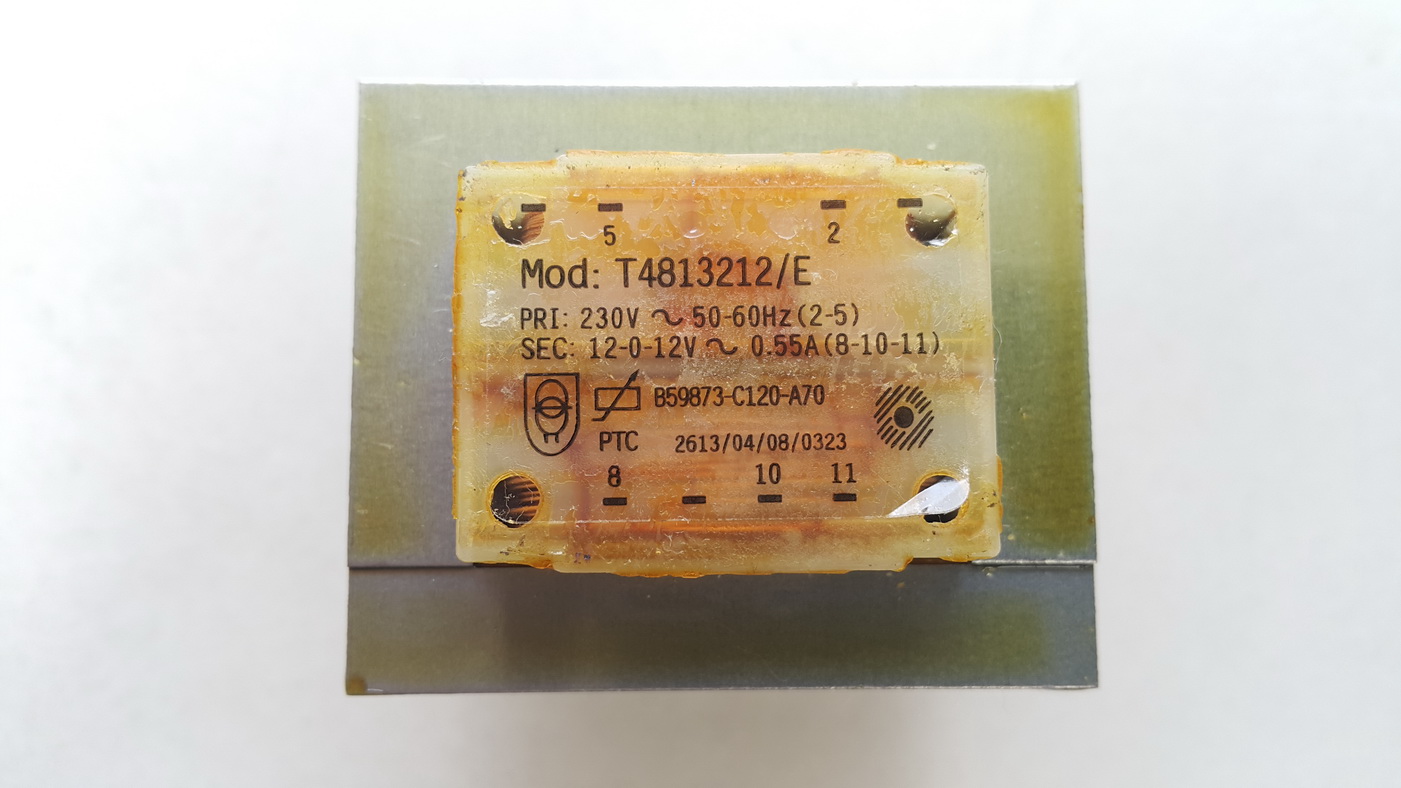 5 2
Mod: T4813212/E
PRI: 230V ~ 50-60Hz(2-5)
SEC: 12-0-12V ~ 0.55A(8-10-11)
B59873-C120-A70
PTC 2613/04/08/0323
8 10 11